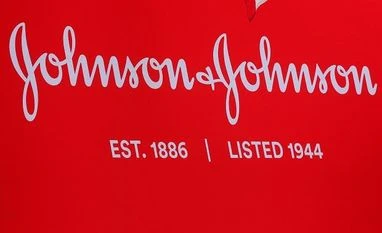 Johnson & Johnson
EST. 1886 | LISTED 1944